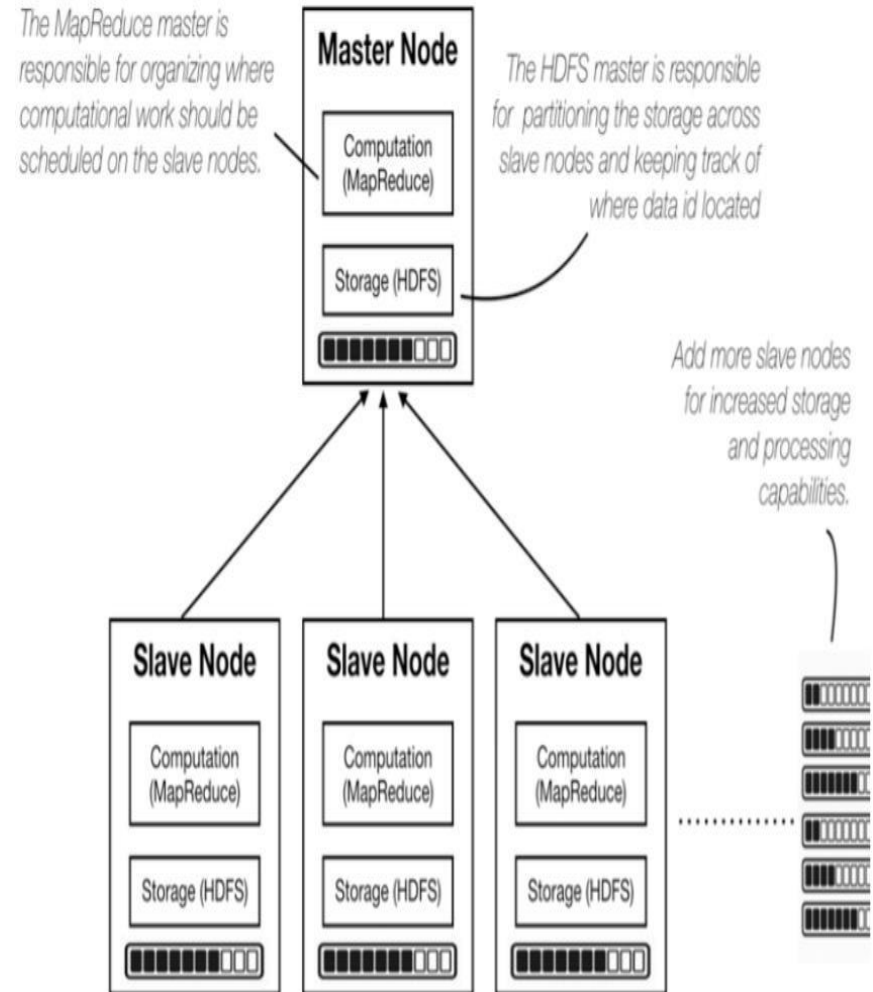 The MapReduce master is
responsible for organizing where
computational work should be
scheduled on the slave nodes.
Master Node
Computation
(MapReduce)
Storage (HDFS)
The HDFS master is responsible
for partitioning the storage across
slave nodes and keeping track of
where data id located
Add more slave nodes
for increased storage
and processing
capabilities.
Slave Node
Computation
(MapReduce)
Storage (HDFS)
Slave Node
Computation
(MapReduce)
Storage (HDFS)
Slave Node
Computation
(MapReduce)
Storage (HDFS)